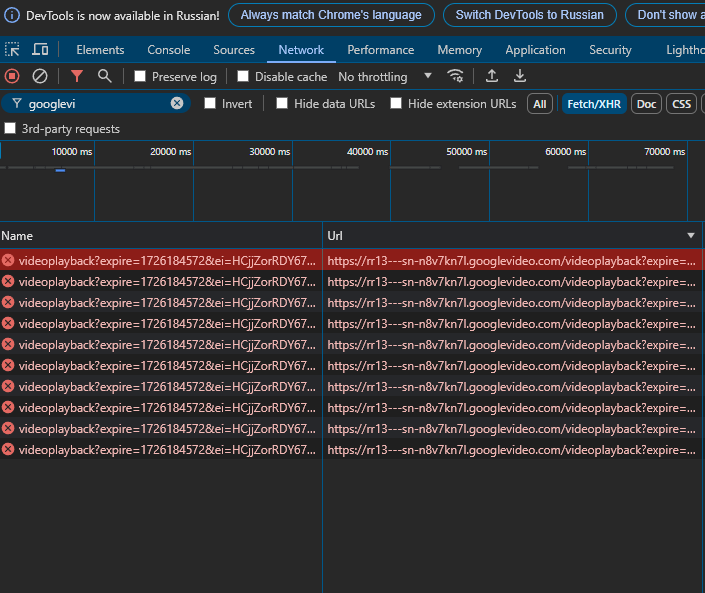 DevTools is now available in Russian! Always match Chrome's language Switch DevTools to Russian Don't show a
Elements Console Sources Network Performance Memory Application Security Lightho
Preserve log Disable cache No throttling
googlevi Invert Hide data URLs Hide extension URLs All Fetch/XHR Doc CSS
3rd-party requests
10000 ms 20000 ms 30000 ms 40000 ms 50000 ms 60000 ms 70000 ms
Name Url
videoplayback?expire=1726184572&ei=HCjjZorRDY67... https://rr13---sn-n8v7kn7l.googlevideo.com/videoplayback?expire=...
videoplayback?expire=1726184572&ei=HCjjZorRDY67... https://rr13---sn-n8v7kn7l.googlevideo.com/videoplayback?expire=...
videoplayback?expire=1726184572&ei=HCjjZorRDY67... https://rr13---sn-n8v7kn7l.googlevideo.com/videoplayback?expire=...
videoplayback?expire=1726184572&ei=HCjjZorRDY67... https://rr13---sn-n8v7kn7l.googlevideo.com/videoplayback?expire=...
videoplayback?expire=1726184572&ei=HCjjZorRDY67... https://rr13---sn-n8v7kn7l.googlevideo.com/videoplayback?expire=...
videoplayback?expire=1726184572&ei=HCjjZorRDY67... https://rr13---sn-n8v7kn7l.googlevideo.com/videoplayback?expire=...
videoplayback?expire=1726184572&ei=HCjjZorRDY67... https://rr13---sn-n8v7kn7l.googlevideo.com/videoplayback?expire=...
videoplayback?expire=1726184572&ei=HCjjZorRDY67... https://rr13---sn-n8v7kn7l.googlevideo.com/videoplayback?expire=...
videoplayback?expire=1726184572&ei=HCjjZorRDY67... https://rr13---sn-n8v7kn7l.googlevideo.com/videoplayback?expire=...
videoplayback?expire=1726184572&ei=HCjjZorRDY67... https://rr13---sn-n8v7kn7l.googlevideo.com/videoplayback?expire=...